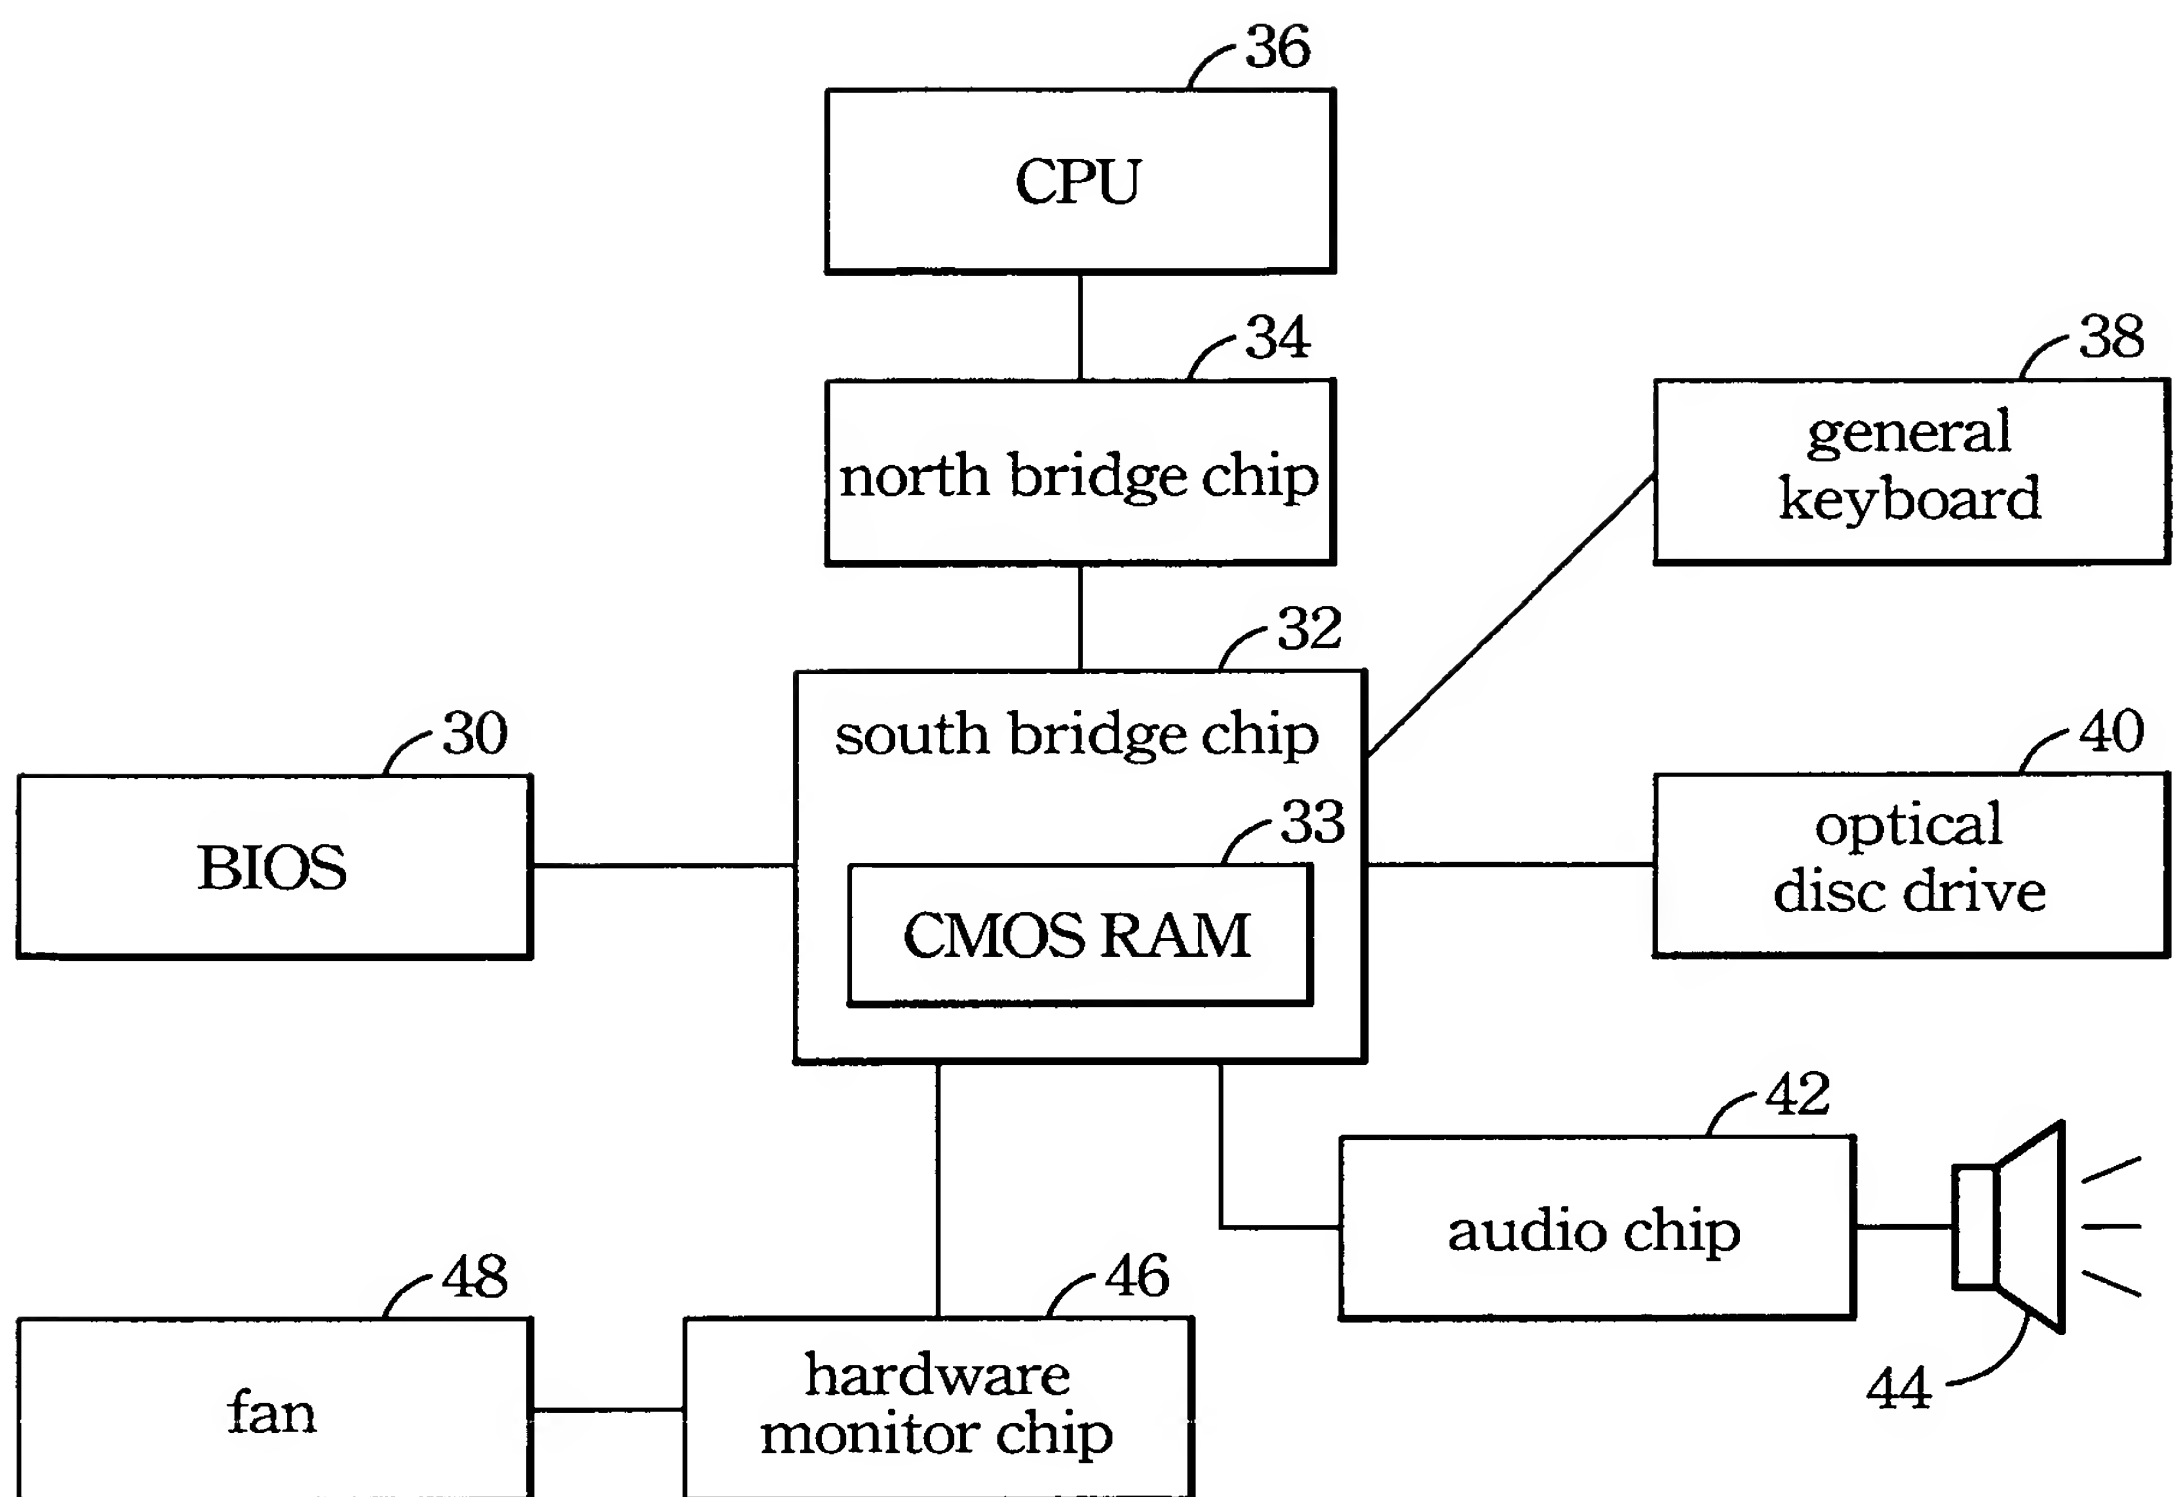 36
CPU
34
north bridge chip
38
general
keyboard
32
south bridge chip
30
BIOS
33
CMOS RAM
40
optical
disc drive
42
audio chip
44
48
fan
46
hardware
monitor chip